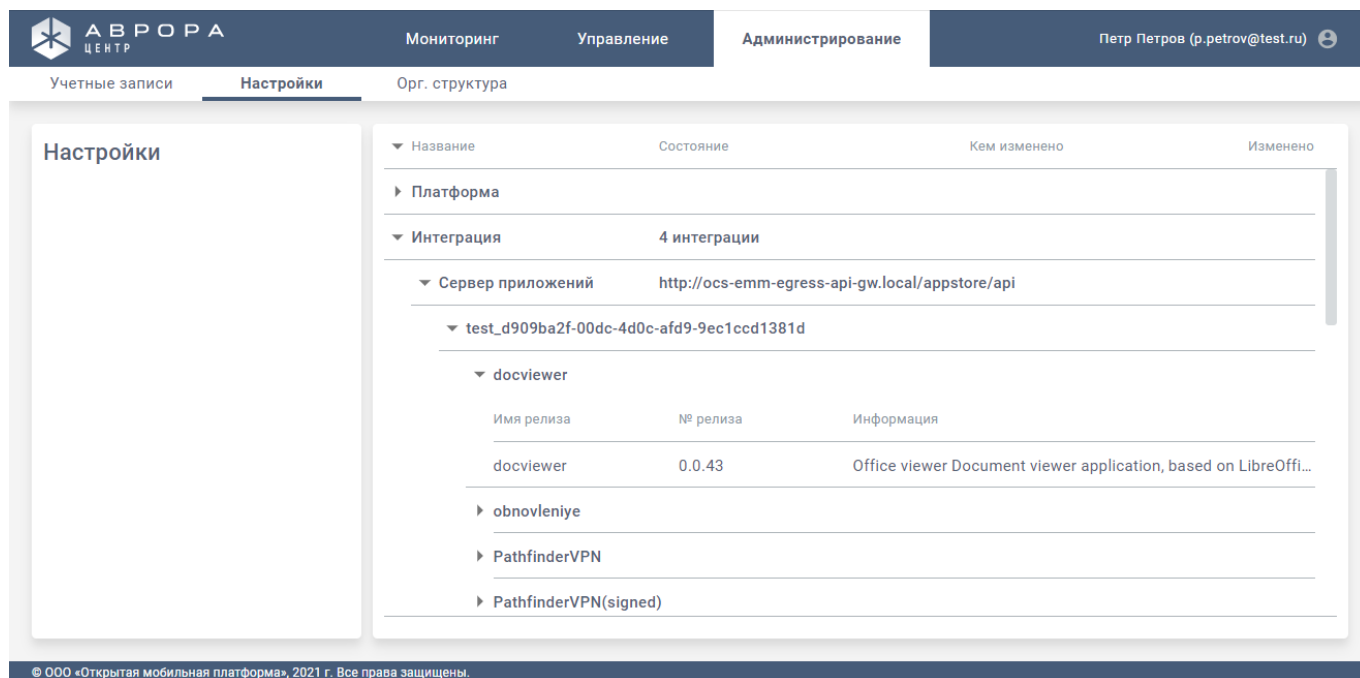 АВРОРА
ЦЕНТР
Мониторинг Управление Администрирование Петр Петров (p.petrov@test.ru)
Учетные записи Настройки Орг. структура
Настройки
Название Состояние Кем изменено Изменено
Платформа
Интеграция 4 интеграции
Сервер приложений http://ocs-emm-egress-api-gw.local/appstore/api
test_d909ba2f-00dc-4d0c-afd9-9ec1ccd1381d
docviewer
Имя релиза № релиза Информация
docviewer 0.0.43 Office viewer Document viewer application, based on LibreOffi...
obnovleniye
PathfinderVPN
PathfinderVPN(signed)
© ООО «Открытая мобильная платформа», 2021 г. Все права защищены.